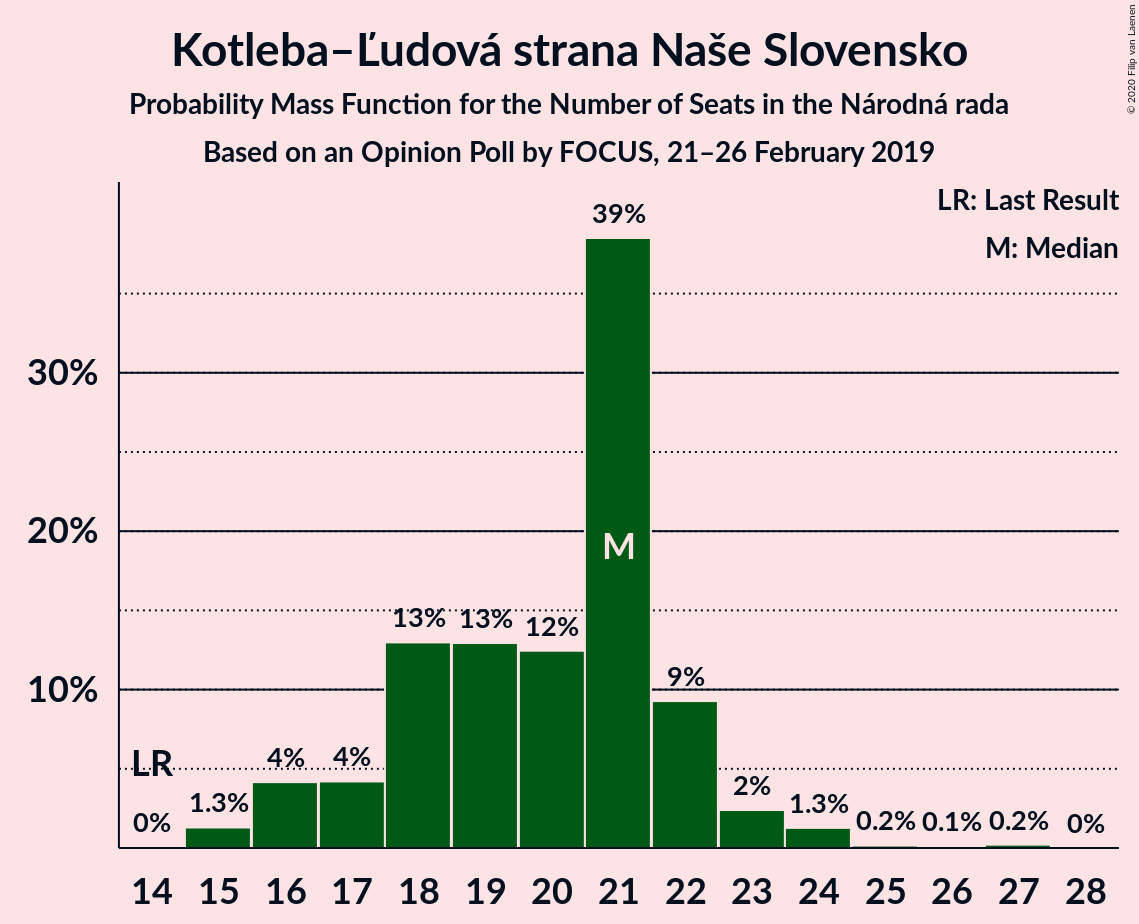 Kotleba–Ľudová strana Naše Slovensko
Probability Mass Function for the Number of Seats in the Národná rada
Based on an Opinion Poll by FOCUS, 21–26 February 2019
© 2020 Filip van Laenen
LR: Last Result
M: Median
39%
30%
20%
M
13% 13% 12%
10%
9%
LR
4% 4%
2%
0% 1.3% 1.3% 0.2% 0.1% 0.2% 0%
14 15 16 17 18 19 20 21 22 23 24 25 26 27 28